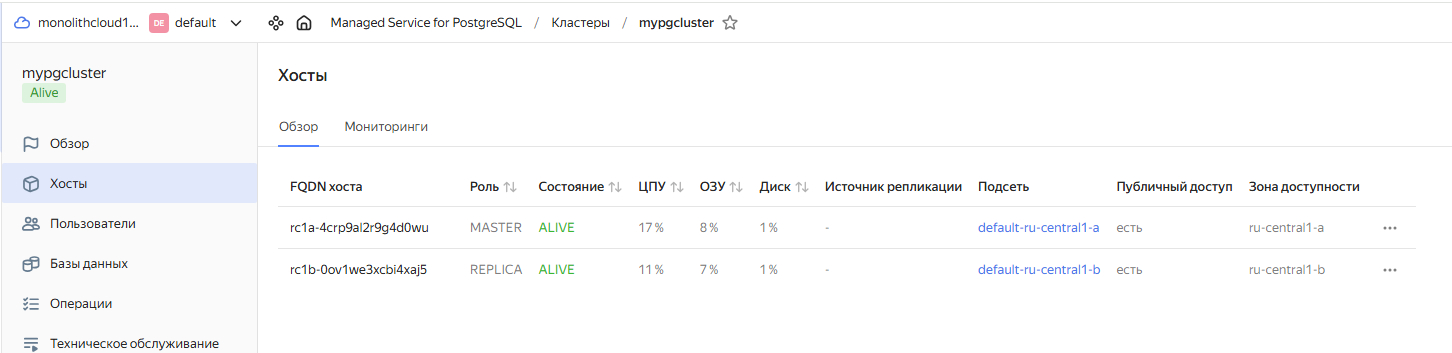 monolithcloud1... DE default Managed Service for PostgreSQL / Кластеры / mypgcluster
mypgcluster
Alive
Обзор
Хосты
Пользователи
Базы данных
Операции
Техническое обслуживание
Хосты
Обзор Мониторинги
FQDN хоста Роль Состояние ЦПУ ОЗУ Диск Источник репликации Подсеть Публичный доступ Зона доступности
rc1a-4crp9al2r9g4d0wu MASTER ALIVE 17 % 8 % 1 % - default-ru-central1-a есть ru-central1-a
rc1b-0ov1we3xcbi4xaj5 REPLICA ALIVE 11 % 7 % 1 % - default-ru-central1-b есть ru-central1-b